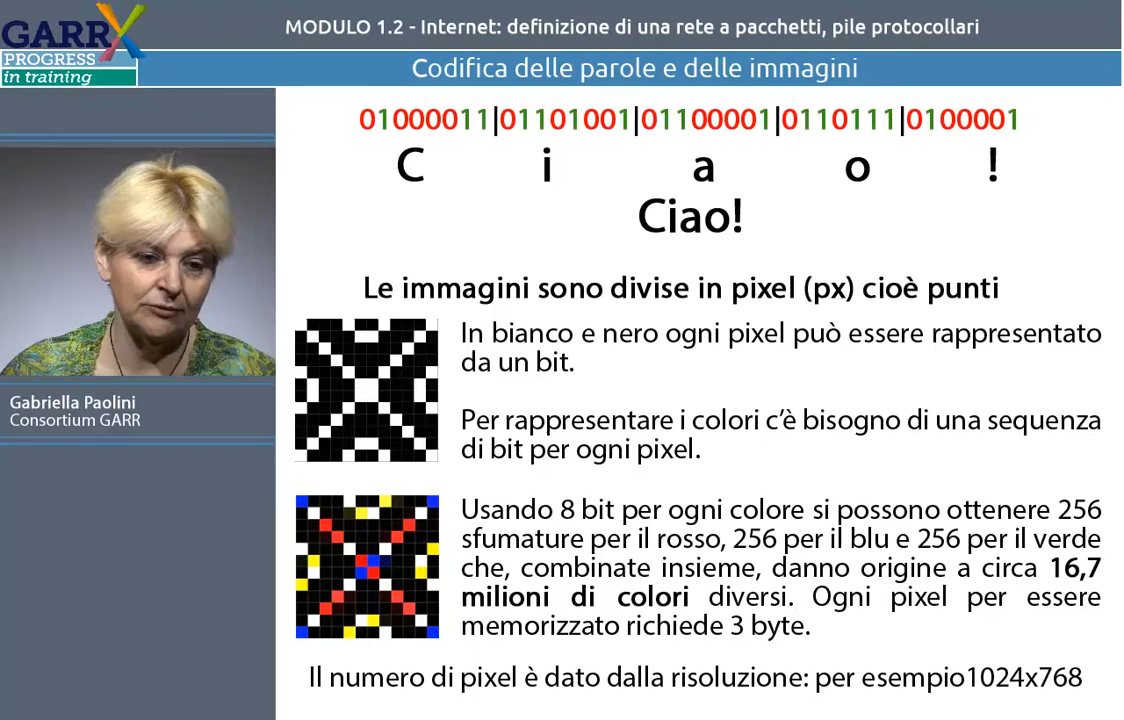 GARR X
PROGRESS
in training
MODULO 1.2 - Internet: definizione di una rete a pacchetti, pile protocollari
Codifica delle parole e delle immagini
01000011|01101001|01100001|0110111|0100001
C i a o !
Ciao!
Le immagini sono divise in pixel (px) cioè punti
In bianco e nero ogni pixel può essere rappresentato
da un bit.
Per rappresentare i colori c’è bisogno di una sequenza
di bit per ogni pixel.
Usando 8 bit per ogni colore si possono ottenere 256
sfumature per il rosso, 256 per il blu e 256 per il verde
che, combinate insieme, danno origine a circa 16,7
milioni di colori diversi. Ogni pixel per essere
memorizzato richiede 3 byte.
Il numero di pixel è dato dalla risoluzione: per esempio1024x768
Gabriella Paolini
Consortium GARR